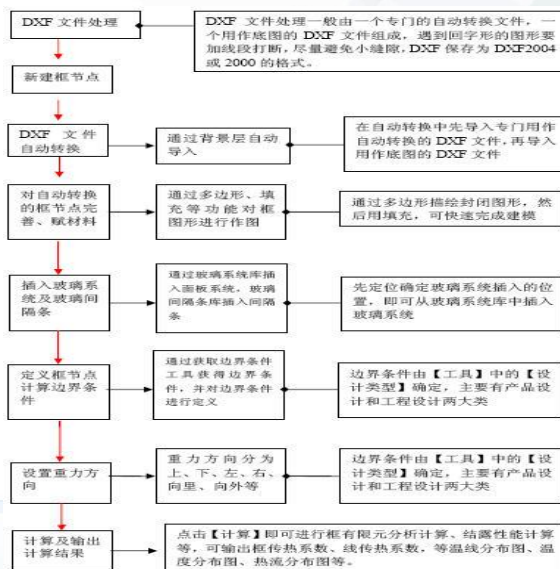 DXF 文件处理
DXF 文件处理一般由一个专门的自动转换文件，一
个用作底图的 DXF 文件组成，遇到回字形的图形要
加线段打断，尽量避免小缝隙，DXF 保存为 DXF2004
或 2000 的格式。
新建框节点
DXF 文件
自动转换
通过背景层自动
导入
在自动转换中先导入专门用作
自动转换的 DXF 文件，再导入
用作底图的 DXF 文件
对自动转换
的框节点完
善、赋材料
通过多边形、填
充等功能对框
图形进行作图
通过多边形描绘封闭图形，然
后用填充，可快速完成建模
插入玻璃系
统及玻璃间
隔条
通过玻璃系统库插
入面板系统，玻璃
间隔条库插入间隔
条
先定位确定玻璃系统插入的位
置，即可从玻璃系统库中插入
玻璃系统
定义框节点
计算边界条
件
通过获取边界条件
工具获得边界条
件，并对边界条件
进行定义
边界条件由【工具】中的【设
计类型】确定，主要有产品设
计和工程设计两大类
设置重力方
向
重力方向分为
上、下、左、右、
向里、向外等
边界条件由【工具】中的【设
计类型】确定，主要有产品设
计和工程设计两大类
计算及输出
计算结果
点击【计算】即可进行框有限元分析计算、结露性能计算
等，可输出框传热系数、线传热系数，等温线分布图、温
度分布图、热流分布图等。